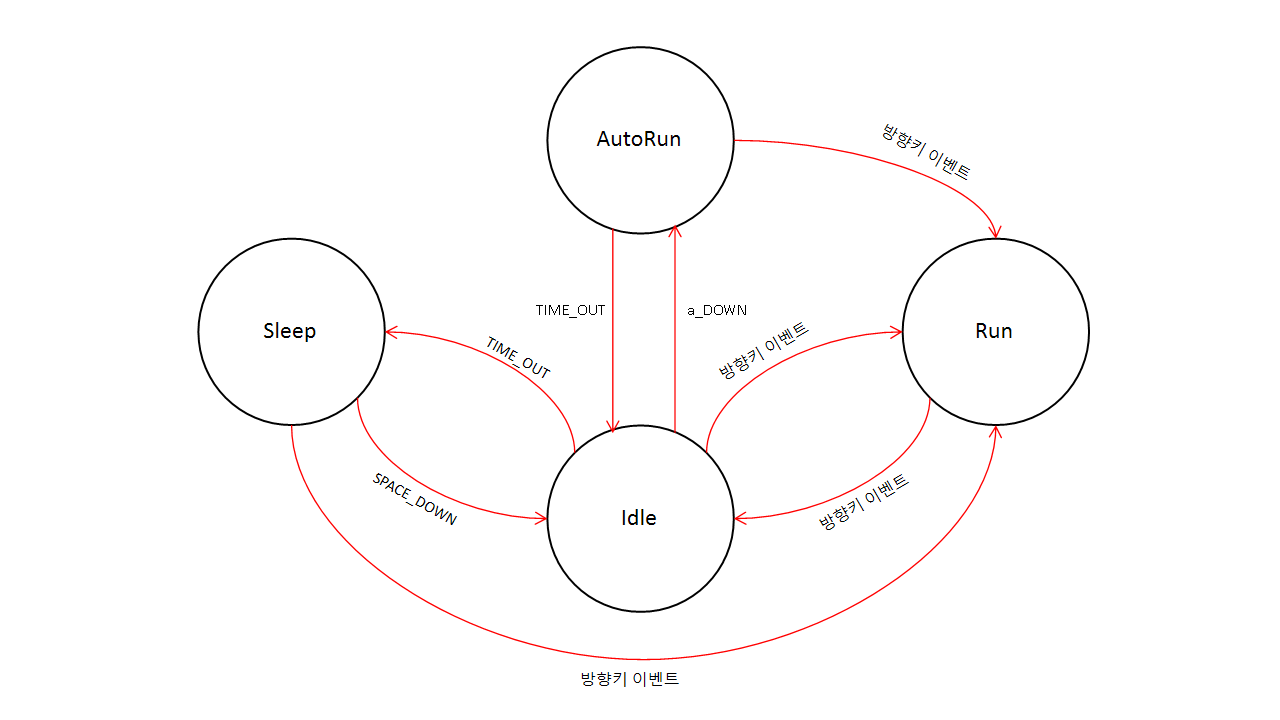 AutoRun
방향키 이벤트
Sleep
TIME_OUT
a_DOWN
Run
TIME_OUT
방향키 이벤트
SPACE_DOWN
방향키 이벤트
Idle
방향키 이벤트